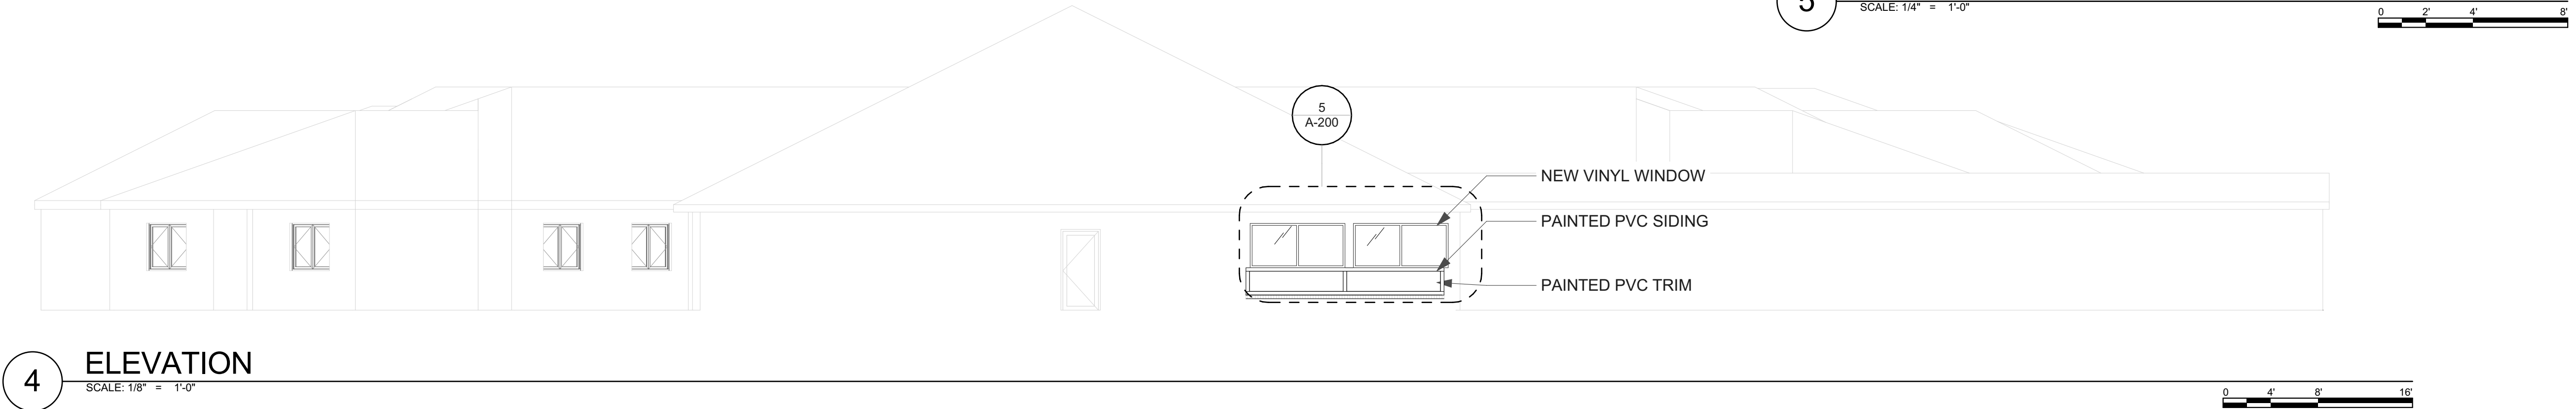 5
SCALE: 1/4" = 1'-0"
0 2' 4' 8'
5
A-200
NEW VINYL WINDOW
PAINTED PVC SIDING
PAINTED PVC TRIM
4
ELEVATION
SCALE: 1/8" = 1'-0"
0 4' 8' 16'